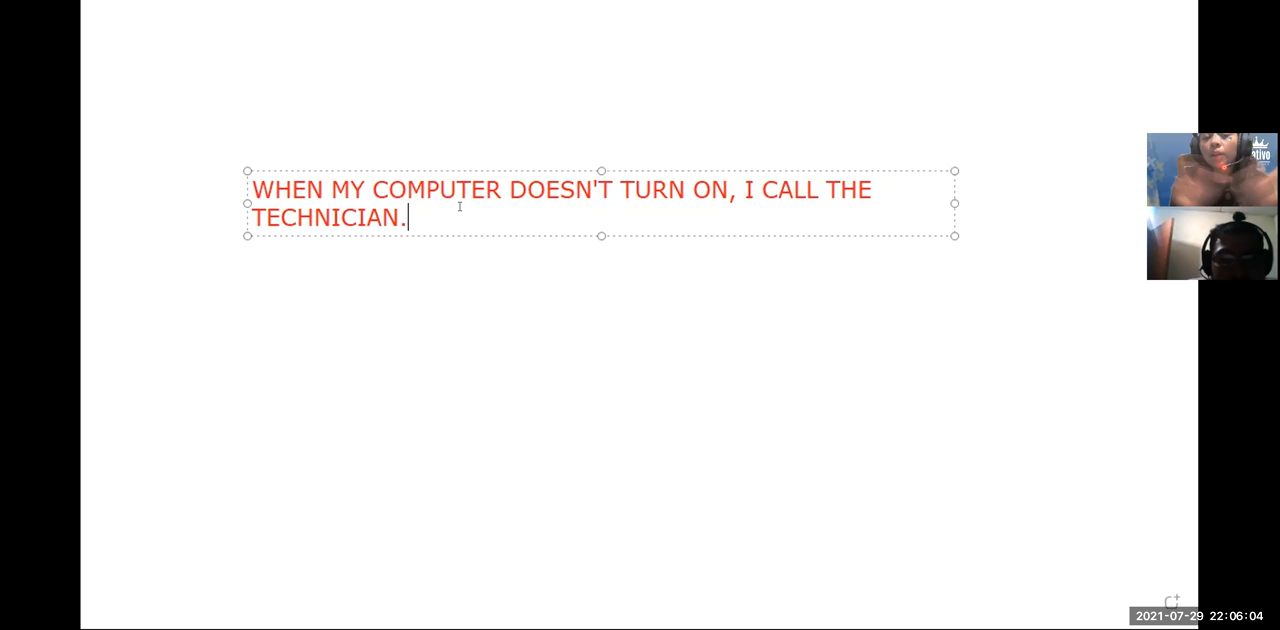 WHEN MY COMPUTER DOESN'T TURN ON, I CALL THE
TECHNICIAN.
2021-07-29 22:06:04